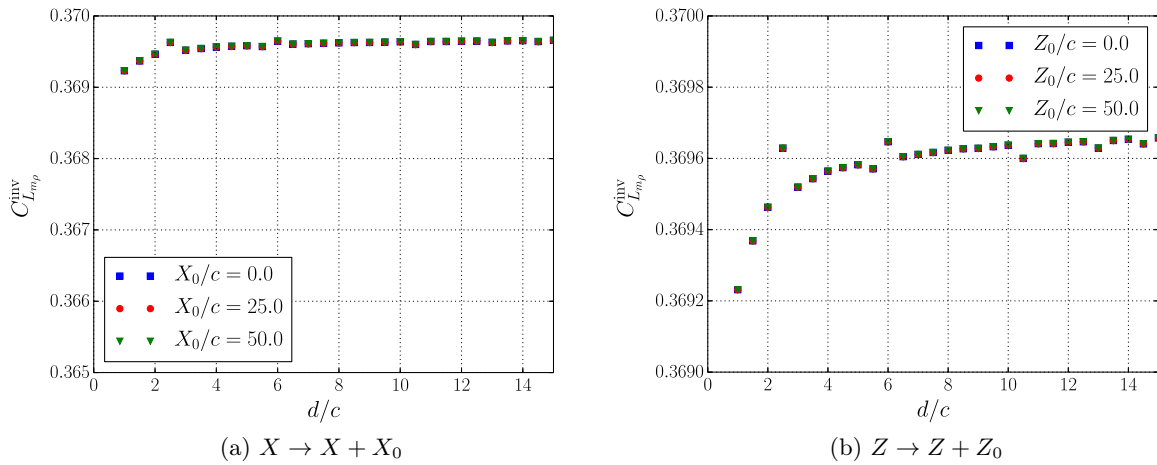 0.370
0.369
0.368
0.367
0.366
0.365
C^{inv}_{L_{m_ρ}}
X_0/c = 0.0
X_0/c = 25.0
X_0/c = 50.0
0 2 4 6 8 10 12 14
d/c
(a) X → X + X_0
0.3700
0.3698
0.3696
0.3694
0.3692
0.3690
C^{inv}_{L_{m_ρ}}
Z_0/c = 0.0
Z_0/c = 25.0
Z_0/c = 50.0
0 2 4 6 8 10 12 14
d/c
(b) Z → Z + Z_0